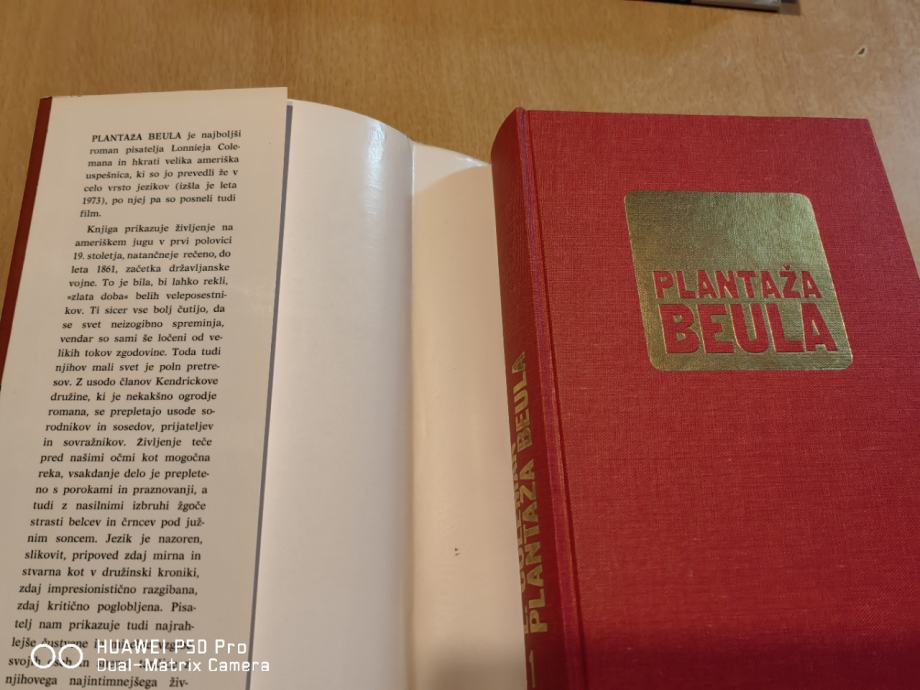 PLANTAŽA BEULA je najboljši
roman pisatelja Lonnieja Cole-
mana in hkrati velika ameriška
uspešnica, ki so jo prevedli že v
celo vrsto jezikov (izšla je leta
1973), po njej pa so posneli tudi
film.
Knjiga prikazuje življenje na
ameriškem jugu v prvi polovici
19. stoletja, natančneje rečeno, do
leta 1861, začetka državljanske
vojne. To je bila, bi lahko rekli,
»zlata doba« belih veleposestni-
kov. Ti sicer vse bolj čutijo, da
se svet neizogibno spreminja,
vendar so sami še ločeni od ve-
likih tokov zgodovine. Toda tudi
njihov mali svet je poln pretre-
sov. Z usodo članov Kendrickove
družine, ki je nekakšno ogrodje
romana, se prepletajo usode so-
rodnikov in sosedov, prijateljev
in sovražnikov. Življenje teče
pred našimi očmi kot mogočna
reka, vsakdanje delo je preplete-
no s porokami in praznovanji, a
tudi z nasilnimi izbruhi žgoče
strasti belcev in črncev pod juž-
nim soncem. Jezik je nazoren,
slikovit, pripoved zdaj mirna in
stvarna kot v družinski kroniki,
zdaj impresionistično razgibana,
zdaj kritično poglobljena. Pisa-
telj nam prikazuje tudi najrah-
lejše čustvene
svojih oseb in
njihovega najintimnejšega živ-
HUAWEI P50 Pro
Dual-Matrix Camera
PLANTAŽA BEULA
PLANTAŽA
BEULA